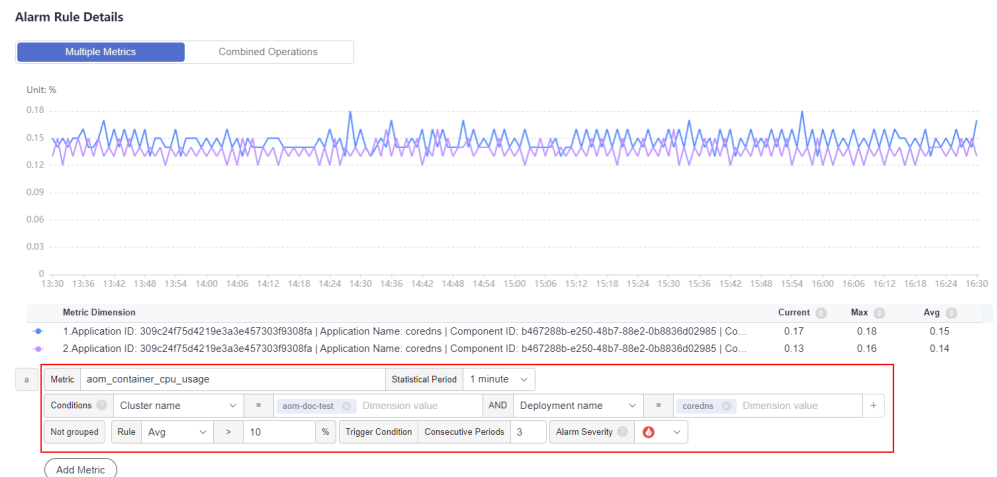 Alarm Rule Details
Multiple Metrics Combined Operations
Unit: %
0.18
0.15
0.12
0.09
0.06
0.03
0
13:30 13:36 13:42 13:48 13:54 14:00 14:06 14:12 14:18 14:24 14:30 14:36 14:42 14:48 14:54 15:00 15:06 15:12 15:18 15:24 15:30 15:36 15:42 15:48 15:54 16:00 16:06 16:12 16:18 16:24 16:30
Metric Dimension Current Max Avg
1.Application ID: 309c24f75d4219e3a3e457303f9308fa | Application Name: coredns | Component ID: b467288b-e250-48b7-88e2-0b8836d02985 | Co... 0.17 0.18 0.15
2.Application ID: 309c24f75d4219e3a3e457303f9308fa | Application Name: coredns | Component ID: b467288b-e250-48b7-88e2-0b8836d02985 | Co... 0.13 0.16 0.14
a Metric aom_container_cpu_usage Statistical Period 1 minute
Conditions Cluster name = aom-doc-test Dimension value AND Deployment name = coredns Dimension value +
Not grouped Rule Avg > 10 % Trigger Condition Consecutive Periods 3 Alarm Severity
Add Metric